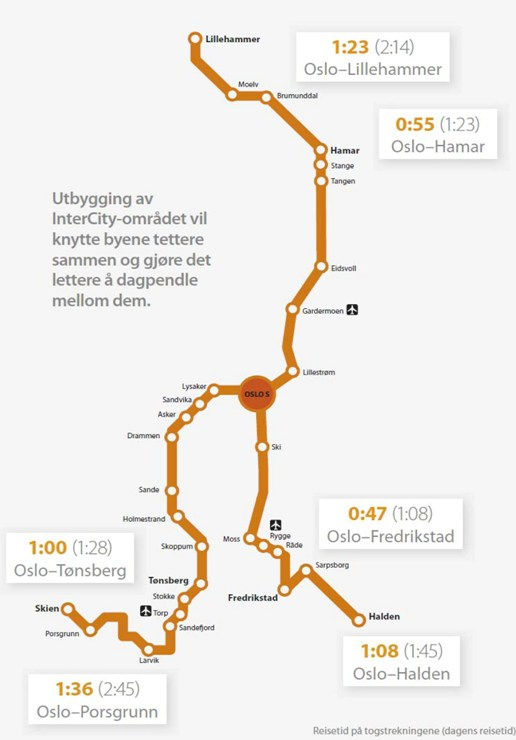 Lillehammer
1:23 (2:14)
Oslo–Lillehammer
Moelv
Brumunddal
0:55 (1:23)
Oslo–Hamar
Hamar
Stange
Tangen
Utbygging av
InterCity-området vil
knytte byene tettere
sammen og gjøre det
lettere å dagpendle
mellom dem.
Eidsvoll
Gardermoen
Lillestrøm
Lysaker
OSLO S
Sandvika
Asker
Drammen
Ski
Sande
Holmestrand
0:47 (1:08)
Oslo–Fredrikstad
Moss
Rygge
Råde
Skoppum
1:00 (1:28)
Oslo–Tønsberg
Sarpsborg
Tønsberg
Stokke
Fredrikstad
Skien
Torp
Halden
Porsgrunn
Sandefjord
Larvik
1:08 (1:45)
Oslo–Halden
1:36 (2:45)
Oslo–Porsgrunn
Reisetid på togstrekningene (dagens reisetid)